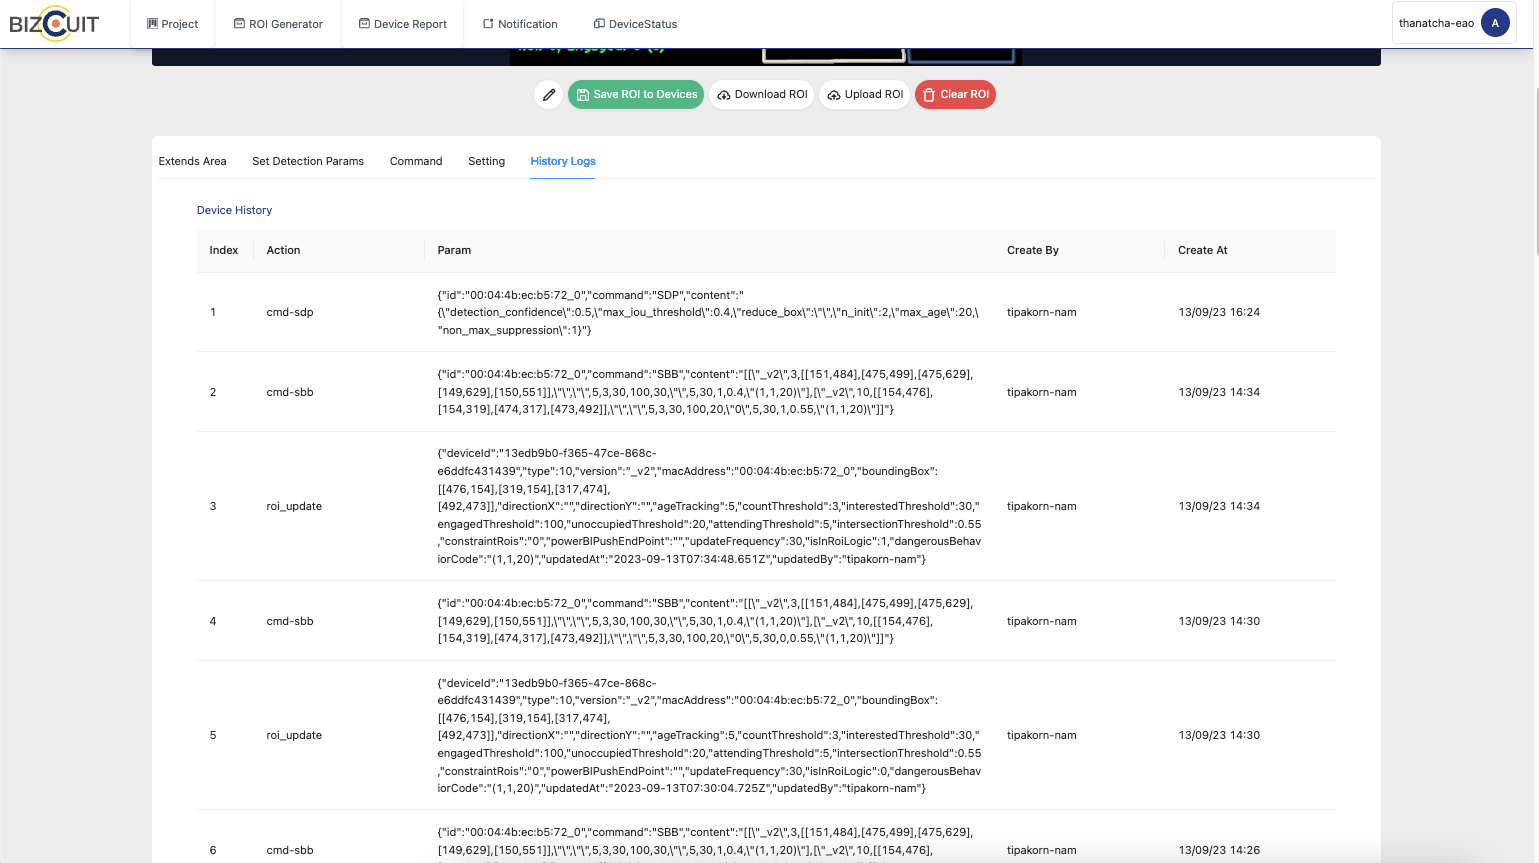 BIZCUIT
Project
ROI Generator
Device Report
Notification
DeviceStatus
thanatcha-eao
A
Save ROI to Devices
Download ROI
Upload ROI
Clear ROI
Extends Area
Set Detection Params
Command
Setting
History Logs
Device History
Index
Action
Param
Create By
Create At
1
cmd-sdp
{"id":"00:04:4b:ec:b5:72_0","command":"SDP","content":"
{\"detection_confidence\":0.5,\"max_iou_threshold\":0.4,\"reduce_box\":\"\",\"n_init\":2,\"max_age\":20,\
"non_max_suppression\":1}"}
tipakorn-nam
13/09/23 16:24
2
cmd-sbb
{"id":"00:04:4b:ec:b5:72_0","command":"SBB","content":"[[\"_v2\",3,[[151,484],[475,499],[475,629],
[149,629],[150,551]],\"\",\"\",5,3,30,100,30,\"\",5,30,1,0.4,\"(1,1,20)\"],[\"_v2\",10,[[154,476],
[154,319],[474,317],[473,492]],\"\",\"\",5,3,30,100,20,\"0\",5,30,1,0.55,\"(1,1,20)\"]]"}
tipakorn-nam
13/09/23 14:34
3
roi_update
{"deviceId":"13edb9b0-f365-47ce-868c-
e6ddfc431439","type":10,"version":"_v2","macAddress":"00:04:4b:ec:b5:72_0","boundingBox":
[[476,154],[319,154],[317,474],
[492,473]],"directionX":"","directionY":"","ageTracking":5,"countThreshold":3,"interestedThreshold":30,"
engagedThreshold":100,"unoccupiedThreshold":20,"attendingThreshold":5,"intersectionThreshold":0.55
,"constraintRois":"0","powerBIPushEndPoint":"","updateFrequency":30,"isInRoiLogic":1,"dangerousBehav
iorCode":"(1,1,20)","updatedAt":"2023-09-13T07:34:48.651Z","updatedBy":"tipakorn-nam"}
tipakorn-nam
13/09/23 14:34
4
cmd-sbb
{"id":"00:04:4b:ec:b5:72_0","command":"SBB","content":"[[\"_v2\",3,[[151,484],[475,499],[475,629],
[149,629],[150,551]],\"\",\"\",5,3,30,100,30,\"\",5,30,1,0.4,\"(1,1,20)\"],[\"_v2\",10,[[154,476],
[154,319],[474,317],[473,492]],\"\",\"\",5,3,30,100,20,\"0\",5,30,0,0.55,\"(1,1,20)\"]]"}
tipakorn-nam
13/09/23 14:30
5
roi_update
{"deviceId":"13edb9b0-f365-47ce-868c-
e6ddfc431439","type":10,"version":"_v2","macAddress":"00:04:4b:ec:b5:72_0","boundingBox":
[[476,154],[319,154],[317,474],
[492,473]],"directionX":"","directionY":"","ageTracking":5,"countThreshold":3,"interestedThreshold":30,"
engagedThreshold":100,"unoccupiedThreshold":20,"attendingThreshold":5,"intersectionThreshold":0.55
,"constraintRois":"0","powerBIPushEndPoint":"","updateFrequency":30,"isInRoiLogic":0,"dangerousBehav
iorCode":"(1,1,20)","updatedAt":"2023-09-13T07:30:04.725Z","updatedBy":"tipakorn-nam"}
tipakorn-nam
13/09/23 14:30
6
cmd-sbb
{"id":"00:04:4b:ec:b5:72_0","command":"SBB","content":"[[\"_v2\",3,[[151,484],[475,499],[475,629],
[149,629],[150,551]],\"\",\"\",5,3,30,100,30,\"\",5,30,1,0.4,\"(1,1,20)\"],[\"_v2\",10,[[154,476],
tipakorn-nam
13/09/23 14:26